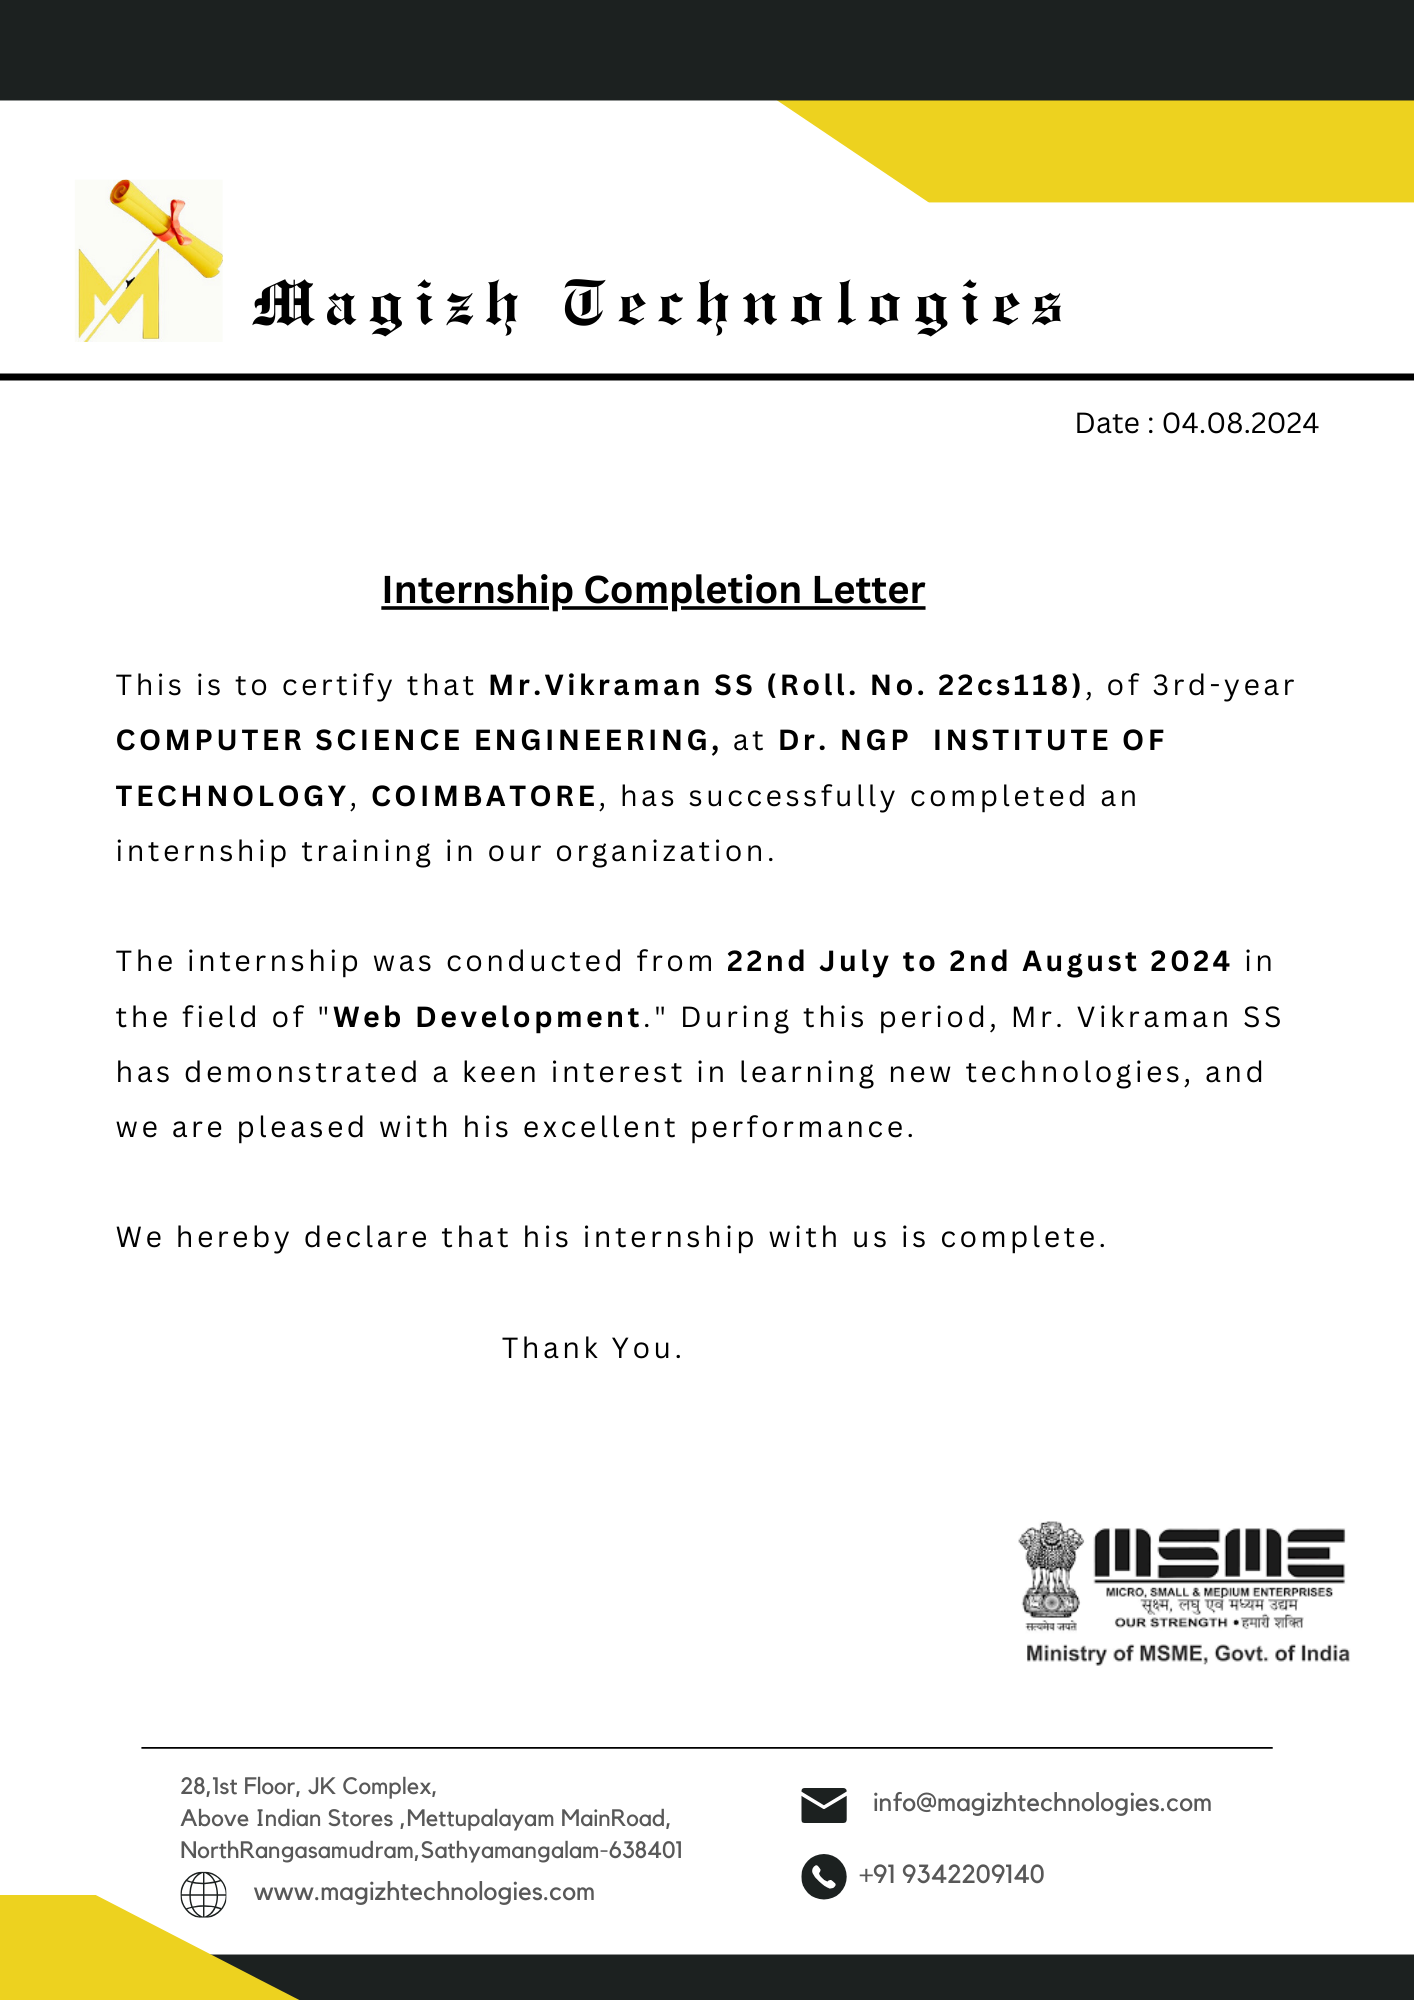 Magizh Technologies
Date : 04.08.2024
Internship Completion Letter
This is to certify that Mr.Vikraman SS (Roll. No. 22cs118), of 3rd-year
COMPUTER SCIENCE ENGINEERING, at Dr. NGP INSTITUTE OF
TECHNOLOGY, COIMBATORE, has successfully completed an
internship training in our organization.
The internship was conducted from 22nd July to 2nd August 2024 in
the field of "Web Development." During this period, Mr. Vikraman SS
has demonstrated a keen interest in learning new technologies, and
we are pleased with his excellent performance.
We hereby declare that his internship with us is complete.
Thank You.
MSME
MICRO, SMALL & MEDIUM ENTERPRISES
सूक्ष्म, लघु एवं मध्यम उद्यम
OUR STRENGTH • हमारी शक्ति
सत्यमेव जयते
Ministry of MSME, Govt. of India
28,1st Floor, JK Complex,
Above Indian Stores ,Mettupalayam MainRoad,
NorthRangasamudram,Sathyamangalam-638401
www.magizhtechnologies.com
info@magizhtechnologies.com
+91 9342209140